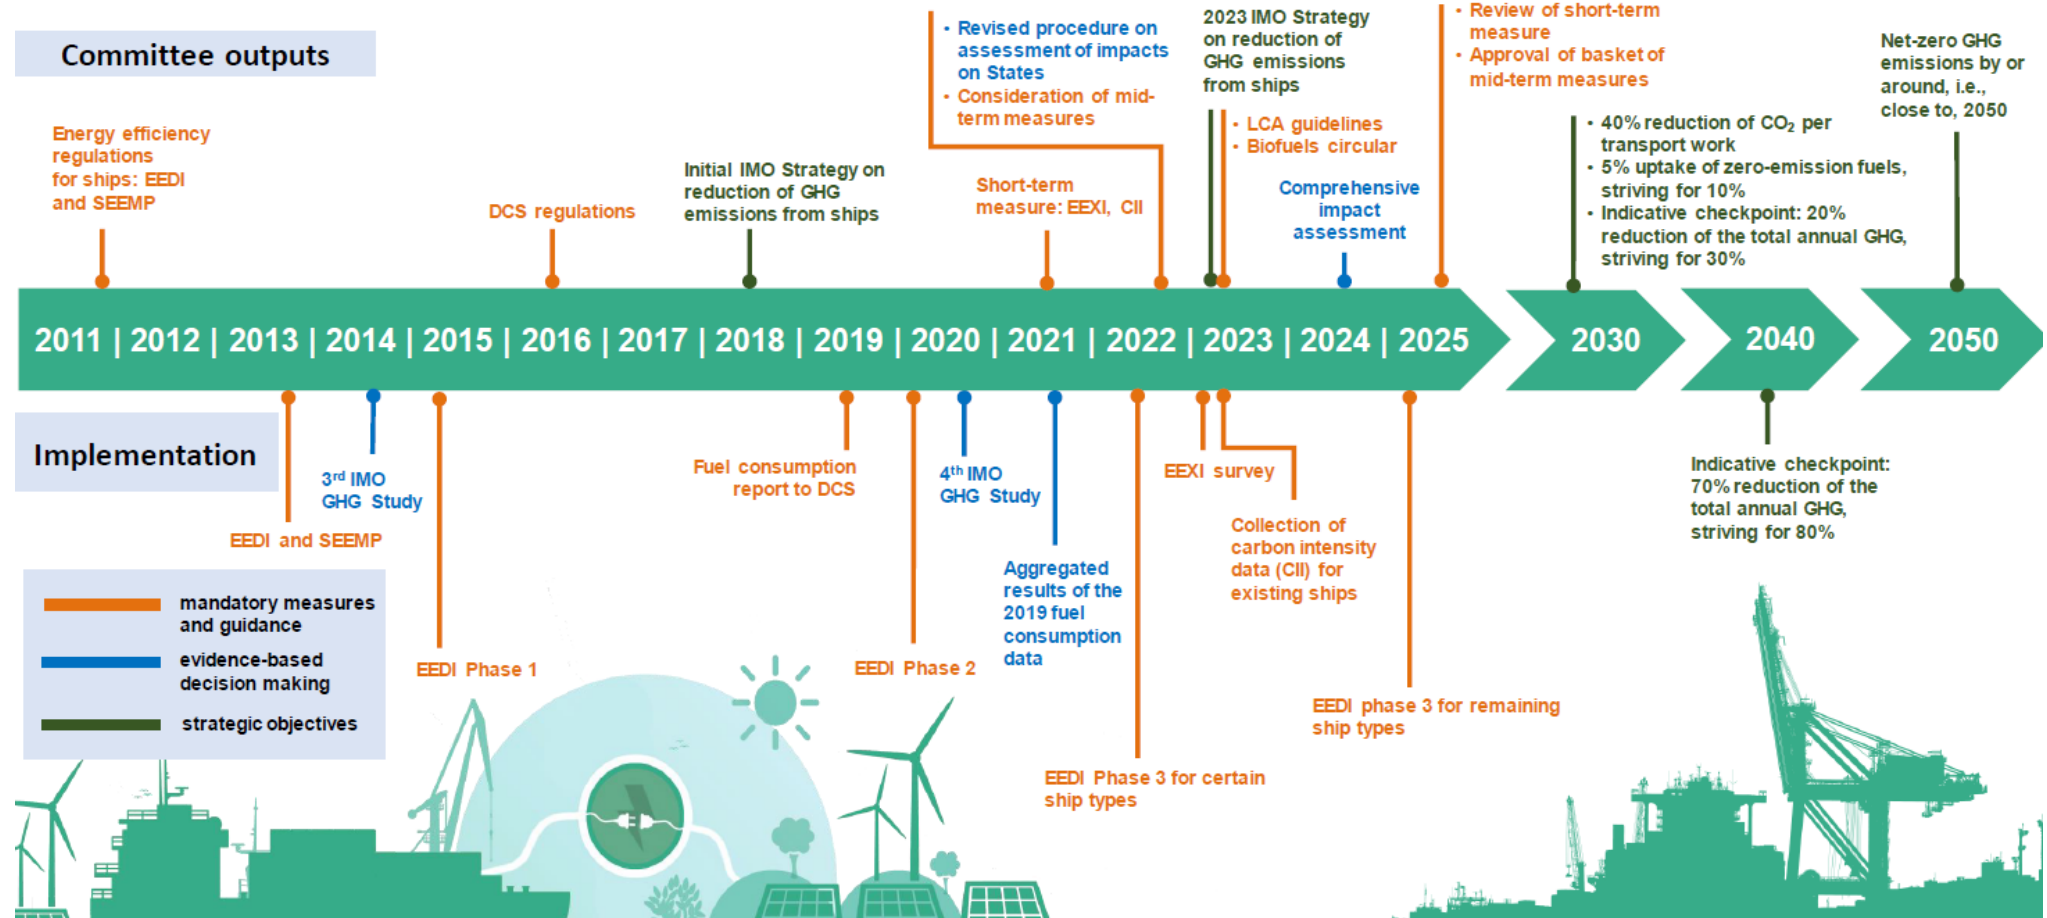 Committee outputs
Energy efficiency
regulations
for ships: EEDI
and SEEMP
DCS regulations
Initial IMO Strategy on
reduction of GHG
emissions from ships
• Revised procedure on
assessment of impacts
on States
• Consideration of mid-
term measures
Short-term
measure: EEXI, CII
2023 IMO Strategy
on reduction of
GHG emissions
from ships
• LCA guidelines
• Biofuels circular
Comprehensive
impact
assessment
• Review of short-term
measure
• Approval of basket of
mid-term measures
• 40% reduction of CO₂ per
transport work
• 5% uptake of zero-emission fuels,
striving for 10%
• Indicative checkpoint: 20%
reduction of the total annual GHG,
striving for 30%
Net-zero GHG
emissions by or
around, i.e.,
close to, 2050
2011 | 2012 | 2013 | 2014 | 2015 | 2016 | 2017 | 2018 | 2019 | 2020 | 2021 | 2022 | 2023 | 2024 | 2025
2030
2040
2050
Implementation
EEDI and SEEMP
3rd IMO
GHG Study
EEDI Phase 1
Fuel consumption
report to DCS
EEDI Phase 2
4th IMO
GHG Study
Aggregated
results of the
2019 fuel
consumption
data
EEDI Phase 3 for certain
ship types
EEXI survey
Collection of
carbon intensity
data (CII) for
existing ships
EEDI phase 3 for remaining
ship types
Indicative checkpoint:
70% reduction of the
total annual GHG,
striving for 80%
mandatory measures
and guidance
evidence-based
decision making
strategic objectives